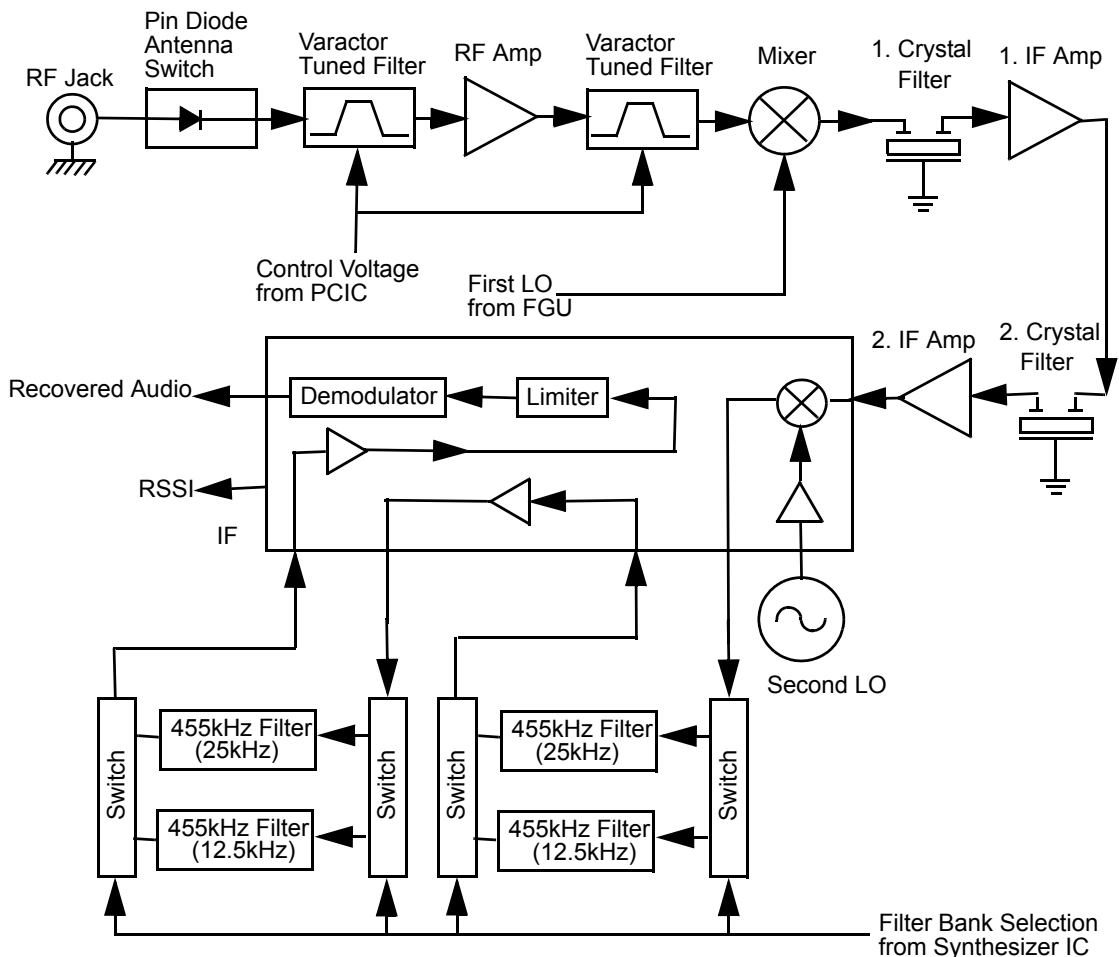 RF Jack
Pin Diode
Antenna
Switch
Varactor
Tuned Filter
RF Amp
Varactor
Tuned Filter
Mixer
1. Crystal
Filter
1. IF Amp
Control Voltage
from PCIC
First LO
from FGU
2. IF Amp
2. Crystal
Filter
Recovered Audio
Demodulator
Limiter
RSSI
IF
Second LO
Switch
455kHz Filter
(25kHz)
455kHz Filter
(12.5kHz)
Switch
Switch
455kHz Filter
(25kHz)
455kHz Filter
(12.5kHz)
Switch
Filter Bank Selection
from Synthesizer IC